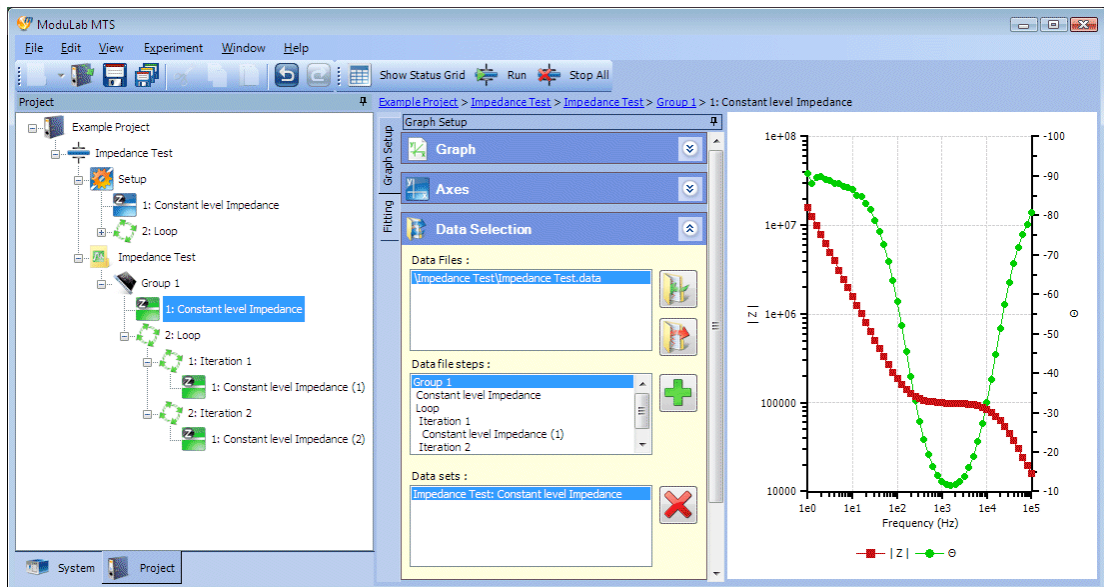 ModuLab MTS
File Edit View Experiment Window Help
Show Status Grid Run Stop All
Project
Example Project
Impedance Test
Setup
1: Constant level Impedance
2: Loop
Impedance Test
Group 1
1: Constant level Impedance
2: Loop
1: Iteration 1
1: Constant level Impedance (1)
2: Iteration 2
1: Constant level Impedance (2)
System Project
Example Project > Impedance Test > Impedance Test > Group 1 > 1: Constant level Impedance
Graph Setup
Fitting
Graph Setup
Graph
Axes
Data Selection
Data Files :
\Impedance Test\Impedance Test.data
Data file steps :
Group 1
Constant level Impedance
Loop
Iteration 1
Constant level Impedance (1)
Iteration 2
Data sets :
Impedance Test: Constant level Impedance
1e+08
1e+07
1e+06
100000
10000
| Z |
-100
-90
-80
-70
-60
-50
-40
-30
-20
-10
Θ
1e0 1e1 1e2 1e3 1e4 1e5
Frequency (Hz)
| Z | Θ